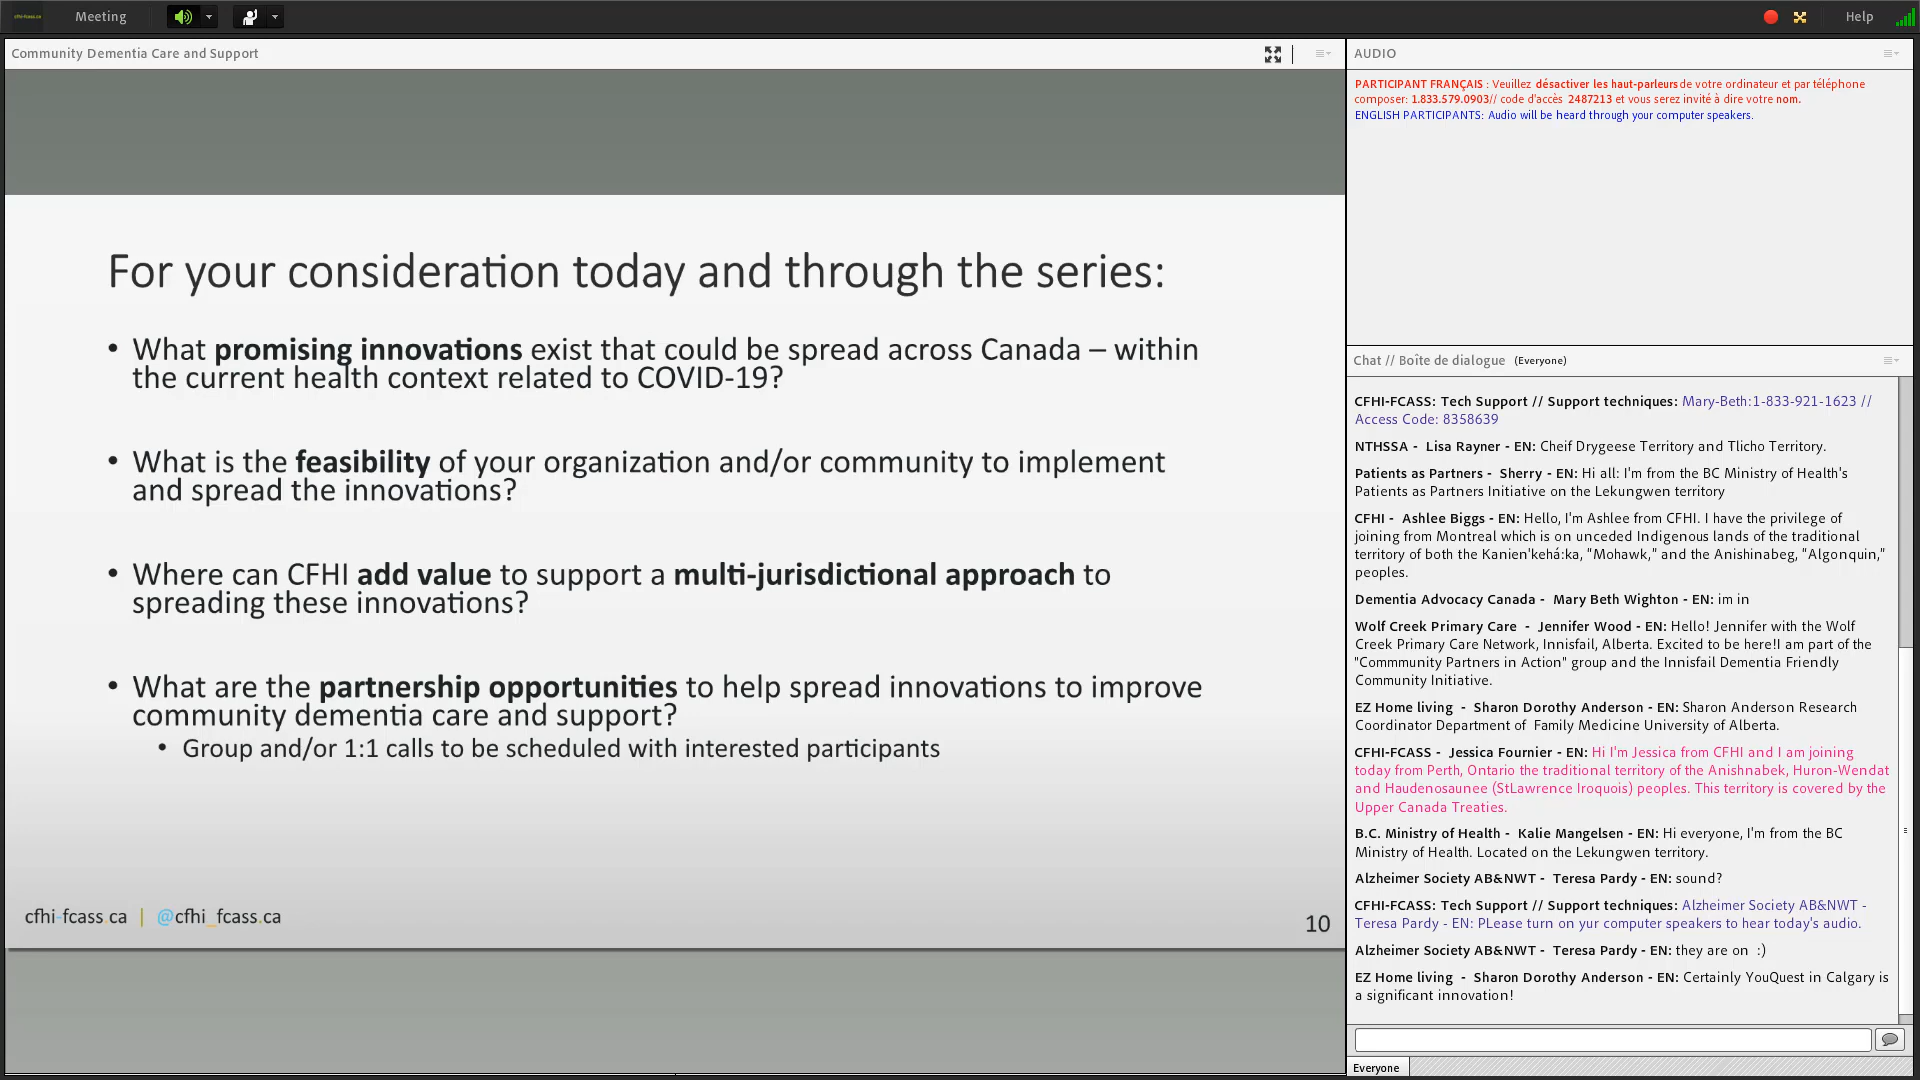 cfhi-fcass.ca
Meeting
Help
Community Dementia Care and Support
For your consideration today and through the series:
• What promising innovations exist that could be spread across Canada – within
the current health context related to COVID-19?
• What is the feasibility of your organization and/or community to implement
and spread the innovations?
• Where can CFHI add value to support a multi-jurisdictional approach to
spreading these innovations?
• What are the partnership opportunities to help spread innovations to improve
community dementia care and support?
• Group and/or 1:1 calls to be scheduled with interested participants
cfhi-fcass.ca | @cfhi_fcass.ca
10
AUDIO
PARTICIPANT FRANÇAIS : Veuillez désactiver les haut-parleurs de votre ordinateur et par téléphone
composer: 1.833.579.0903// code d'accès 2487213 et vous serez invité à dire votre nom.
ENGLISH PARTICIPANTS: Audio will be heard through your computer speakers.
Chat // Boîte de dialogue (Everyone)
CFHI-FCASS: Tech Support // Support techniques: Mary-Beth:1-833-921-1623 //
Access Code: 8358639
NTHSSA - Lisa Rayner - EN: Cheif Drygeese Territory and Tlicho Territory.
Patients as Partners - Sherry - EN: Hi all: I'm from the BC Ministry of Health's
Patients as Partners Initiative on the Lekungwen territory
CFHI - Ashlee Biggs - EN: Hello, I'm Ashlee from CFHI. I have the privilege of
joining from Montreal which is on unceded Indigenous lands of the traditional
territory of both the Kanien'kehá:ka, "Mohawk," and the Anishinabeg, "Algonquin,"
peoples.
Dementia Advocacy Canada - Mary Beth Wighton - EN: im in
Wolf Creek Primary Care - Jennifer Wood - EN: Hello! Jennifer with the Wolf
Creek Primary Care Network, Innisfail, Alberta. Excited to be here!I am part of the
"Commmunity Partners in Action" group and the Innisfail Dementia Friendly
Community Initiative.
EZ Home living - Sharon Dorothy Anderson - EN: Sharon Anderson Research
Coordinator Department of Family Medicine University of Alberta.
CFHI-FCASS - Jessica Fournier - EN: Hi I'm Jessica from CFHI and I am joining
today from Perth, Ontario the traditional territory of the Anishnabek, Huron-Wendat
and Haudenosaunee (StLawrence Iroquois) peoples. This territory is covered by the
Upper Canada Treaties.
B.C. Ministry of Health - Kalie Mangelsen - EN: Hi everyone, I'm from the BC
Ministry of Health. Located on the Lekungwen territory.
Alzheimer Society AB&NWT - Teresa Pardy - EN: sound?
CFHI-FCASS: Tech Support // Support techniques: Alzheimer Society AB&NWT -
Teresa Pardy - EN: PLease turn on yur computer speakers to hear today's audio.
Alzheimer Society AB&NWT - Teresa Pardy - EN: they are on :)
EZ Home living - Sharon Dorothy Anderson - EN: Certainly YouQuest in Calgary is
a significant innovation!
Everyone